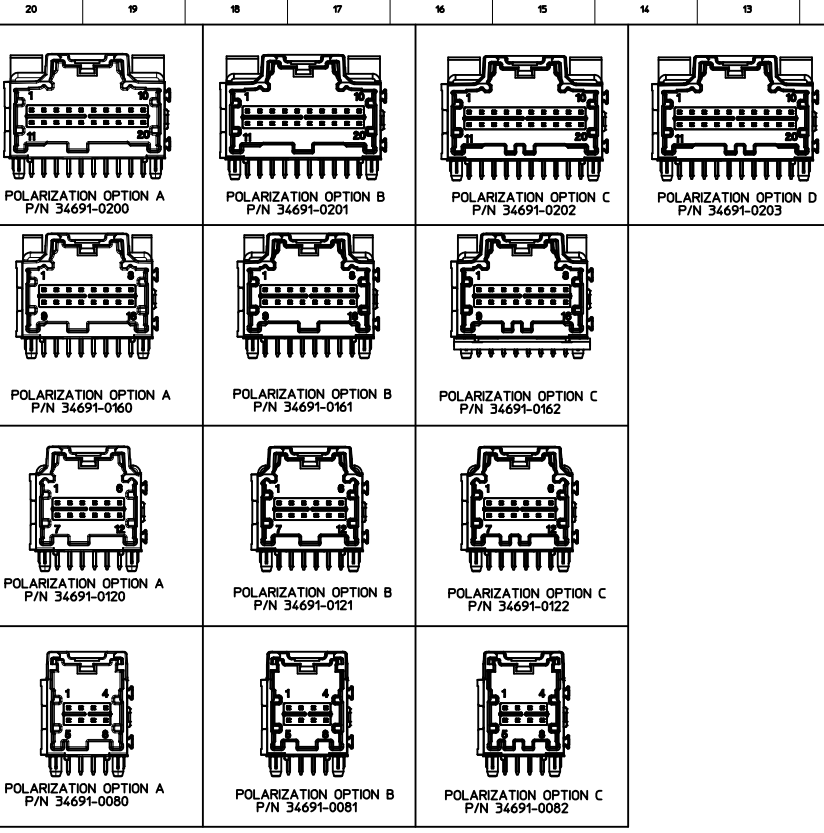 20 19 18 17 16 15 14 13
1 10 1 10 1 10 1 10
11 20 11 20 11 20 11 20
POLARIZATION OPTION A
P/N 34691-0200
POLARIZATION OPTION B
P/N 34691-0201
POLARIZATION OPTION C
P/N 34691-0202
POLARIZATION OPTION D
P/N 34691-0203
1 8 1 8 1 8
9 16 9 16 9 16
POLARIZATION OPTION A
P/N 34691-0160
POLARIZATION OPTION B
P/N 34691-0161
POLARIZATION OPTION C
P/N 34691-0162
1 6 1 6 1 6
7 12 7 12 7 12
POLARIZATION OPTION A
P/N 34691-0120
POLARIZATION OPTION B
P/N 34691-0121
POLARIZATION OPTION C
P/N 34691-0122
1 4 1 4 1 4
5 8 5 8 5 8
POLARIZATION OPTION A
P/N 34691-0080
POLARIZATION OPTION B
P/N 34691-0081
POLARIZATION OPTION C
P/N 34691-0082